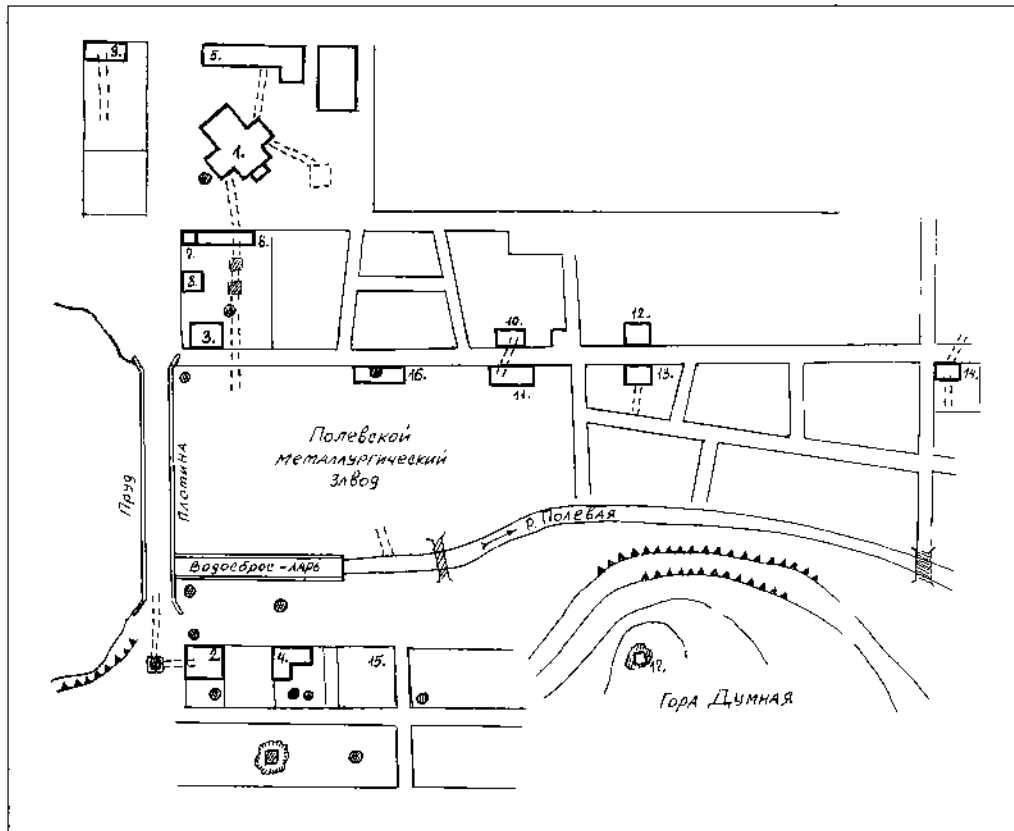 9.
5.
1.
7.
6.
8.
3.
10.
12.
16.
11.
13.
14.
Полевской
металлургический
завод
Пруд
Плотина
р. Полевая
Водосброс-ларь
2.
4.
15.
17.
Гора Думная